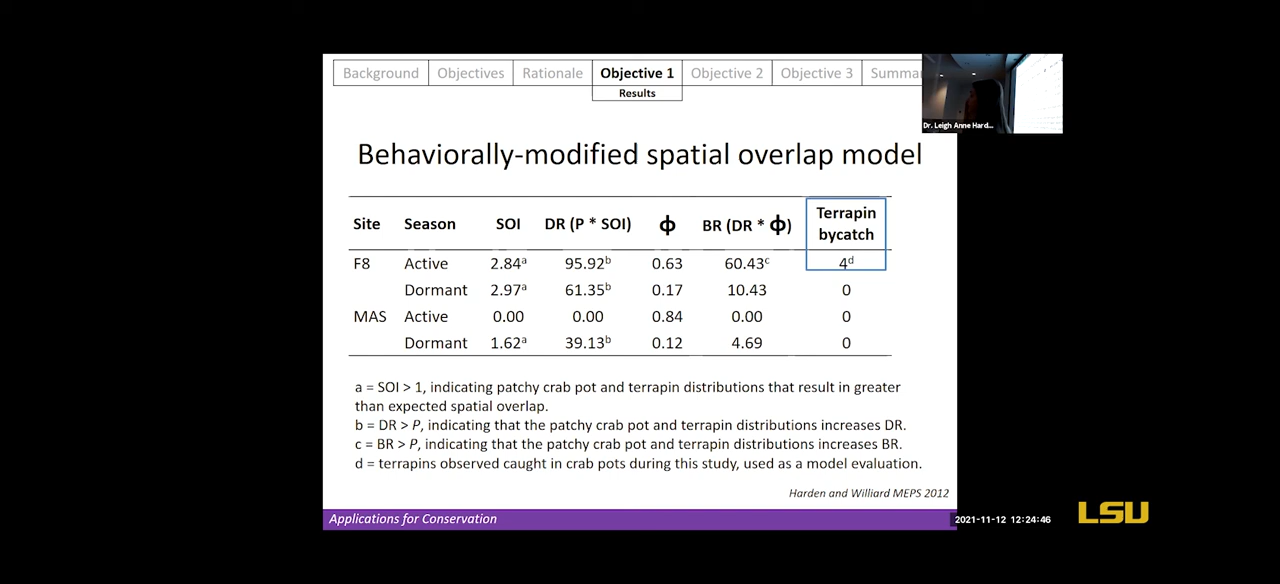 Background Objectives Rationale Objective 1 Objective 2 Objective 3 Summa
Results
Dr. Leigh Anne Hard...
Behaviorally-modified spatial overlap model
Site Season SOI DR (P * SOI) ϕ BR (DR * ϕ) Terrapin bycatch
F8 Active 2.84ᵃ 95.92ᵇ 0.63 60.43ᶜ 4ᵈ
Dormant 2.97ᵃ 61.35ᵇ 0.17 10.43 0
MAS Active 0.00 0.00 0.84 0.00 0
Dormant 1.62ᵃ 39.13ᵇ 0.12 4.69 0
a = SOI > 1, indicating patchy crab pot and terrapin distributions that result in greater
than expected spatial overlap.
b = DR > P, indicating that the patchy crab pot and terrapin distributions increases DR.
c = BR > P, indicating that the patchy crab pot and terrapin distributions increases BR.
d = terrapins observed caught in crab pots during this study, used as a model evaluation.
Harden and Williard MEPS 2012
Applications for Conservation
2021-11-12 12:24:46
LSU